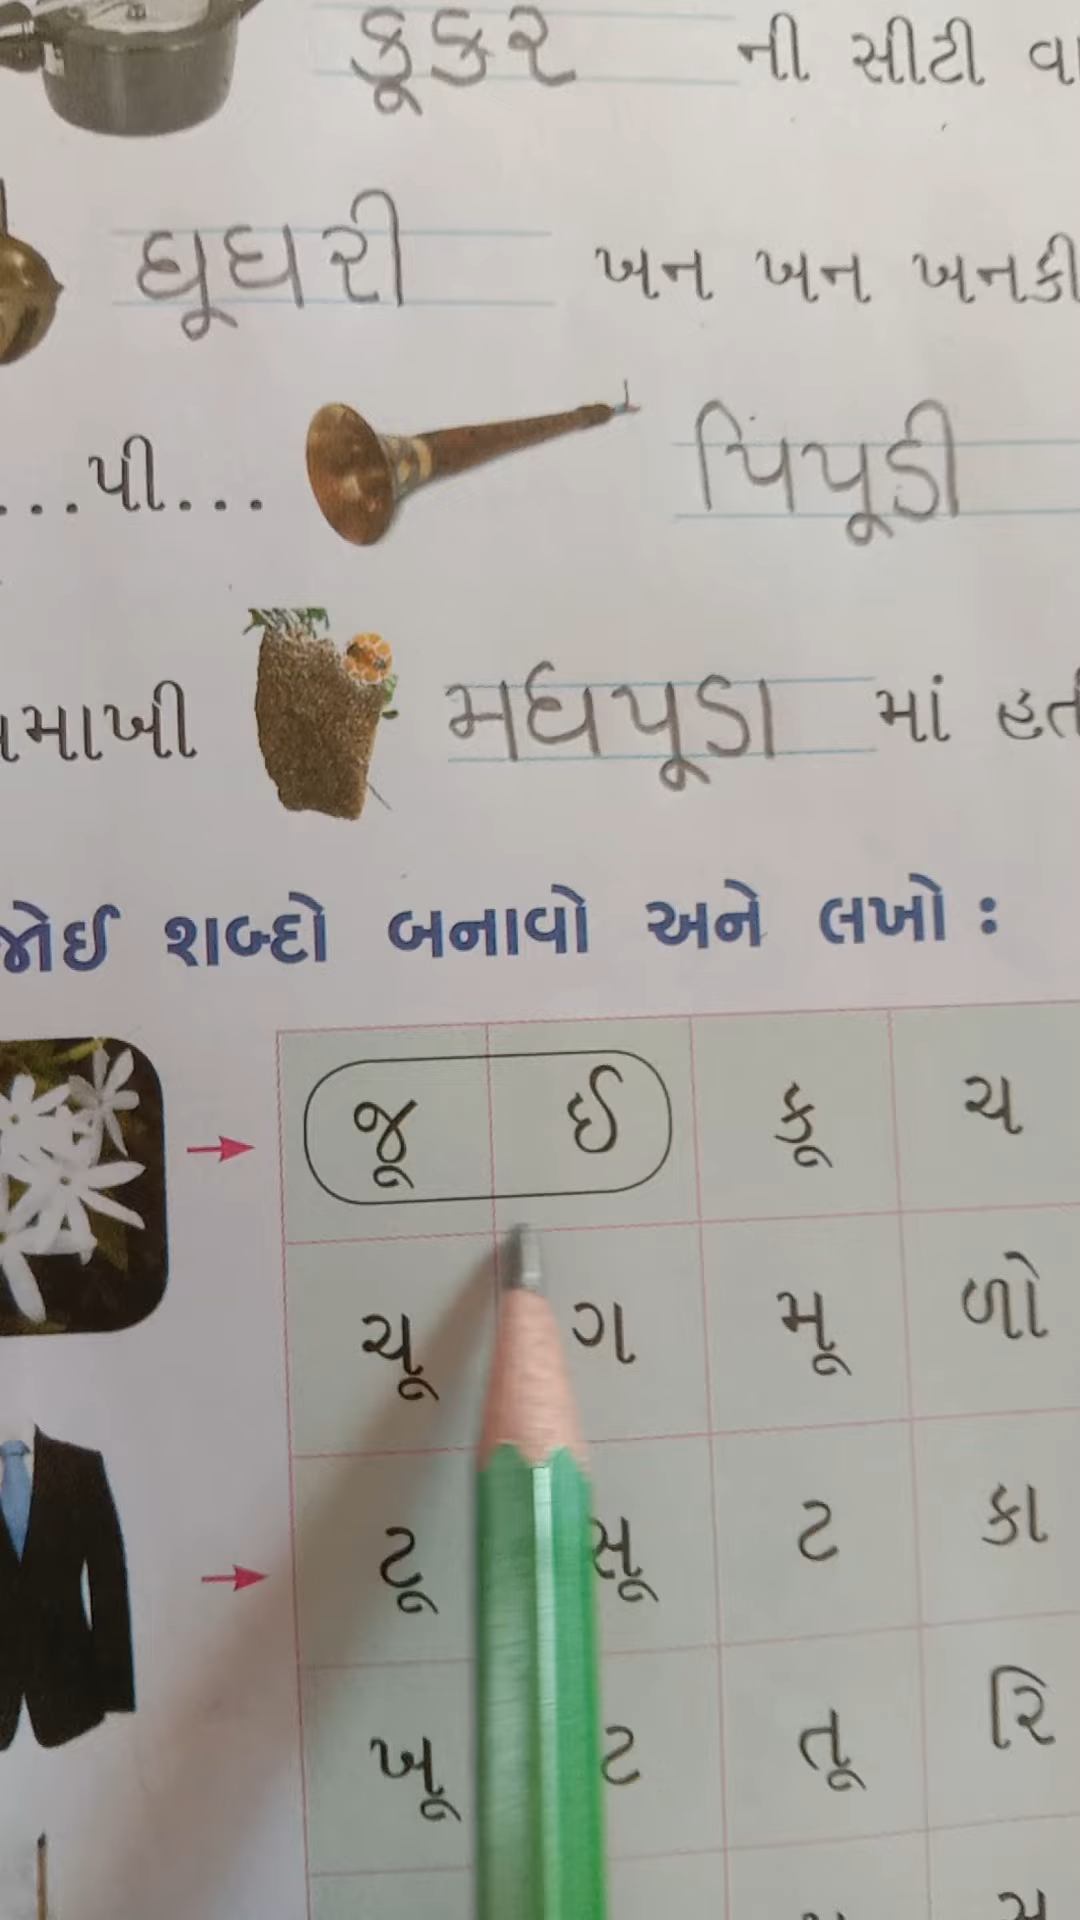 કૂકર ની સીટી
ઘૂઘરી ખન ખન ખનકી
...પી... પિપૂડી
માખી મધપૂડા માં
જોઈ શબ્દો બનાવો અને લખો :
જૂ ઈ કૂ ચ
ચૂ ગ મૂ ળો
ટૂ સૂ ટ કા
ખૂ ટ તૂ રિ